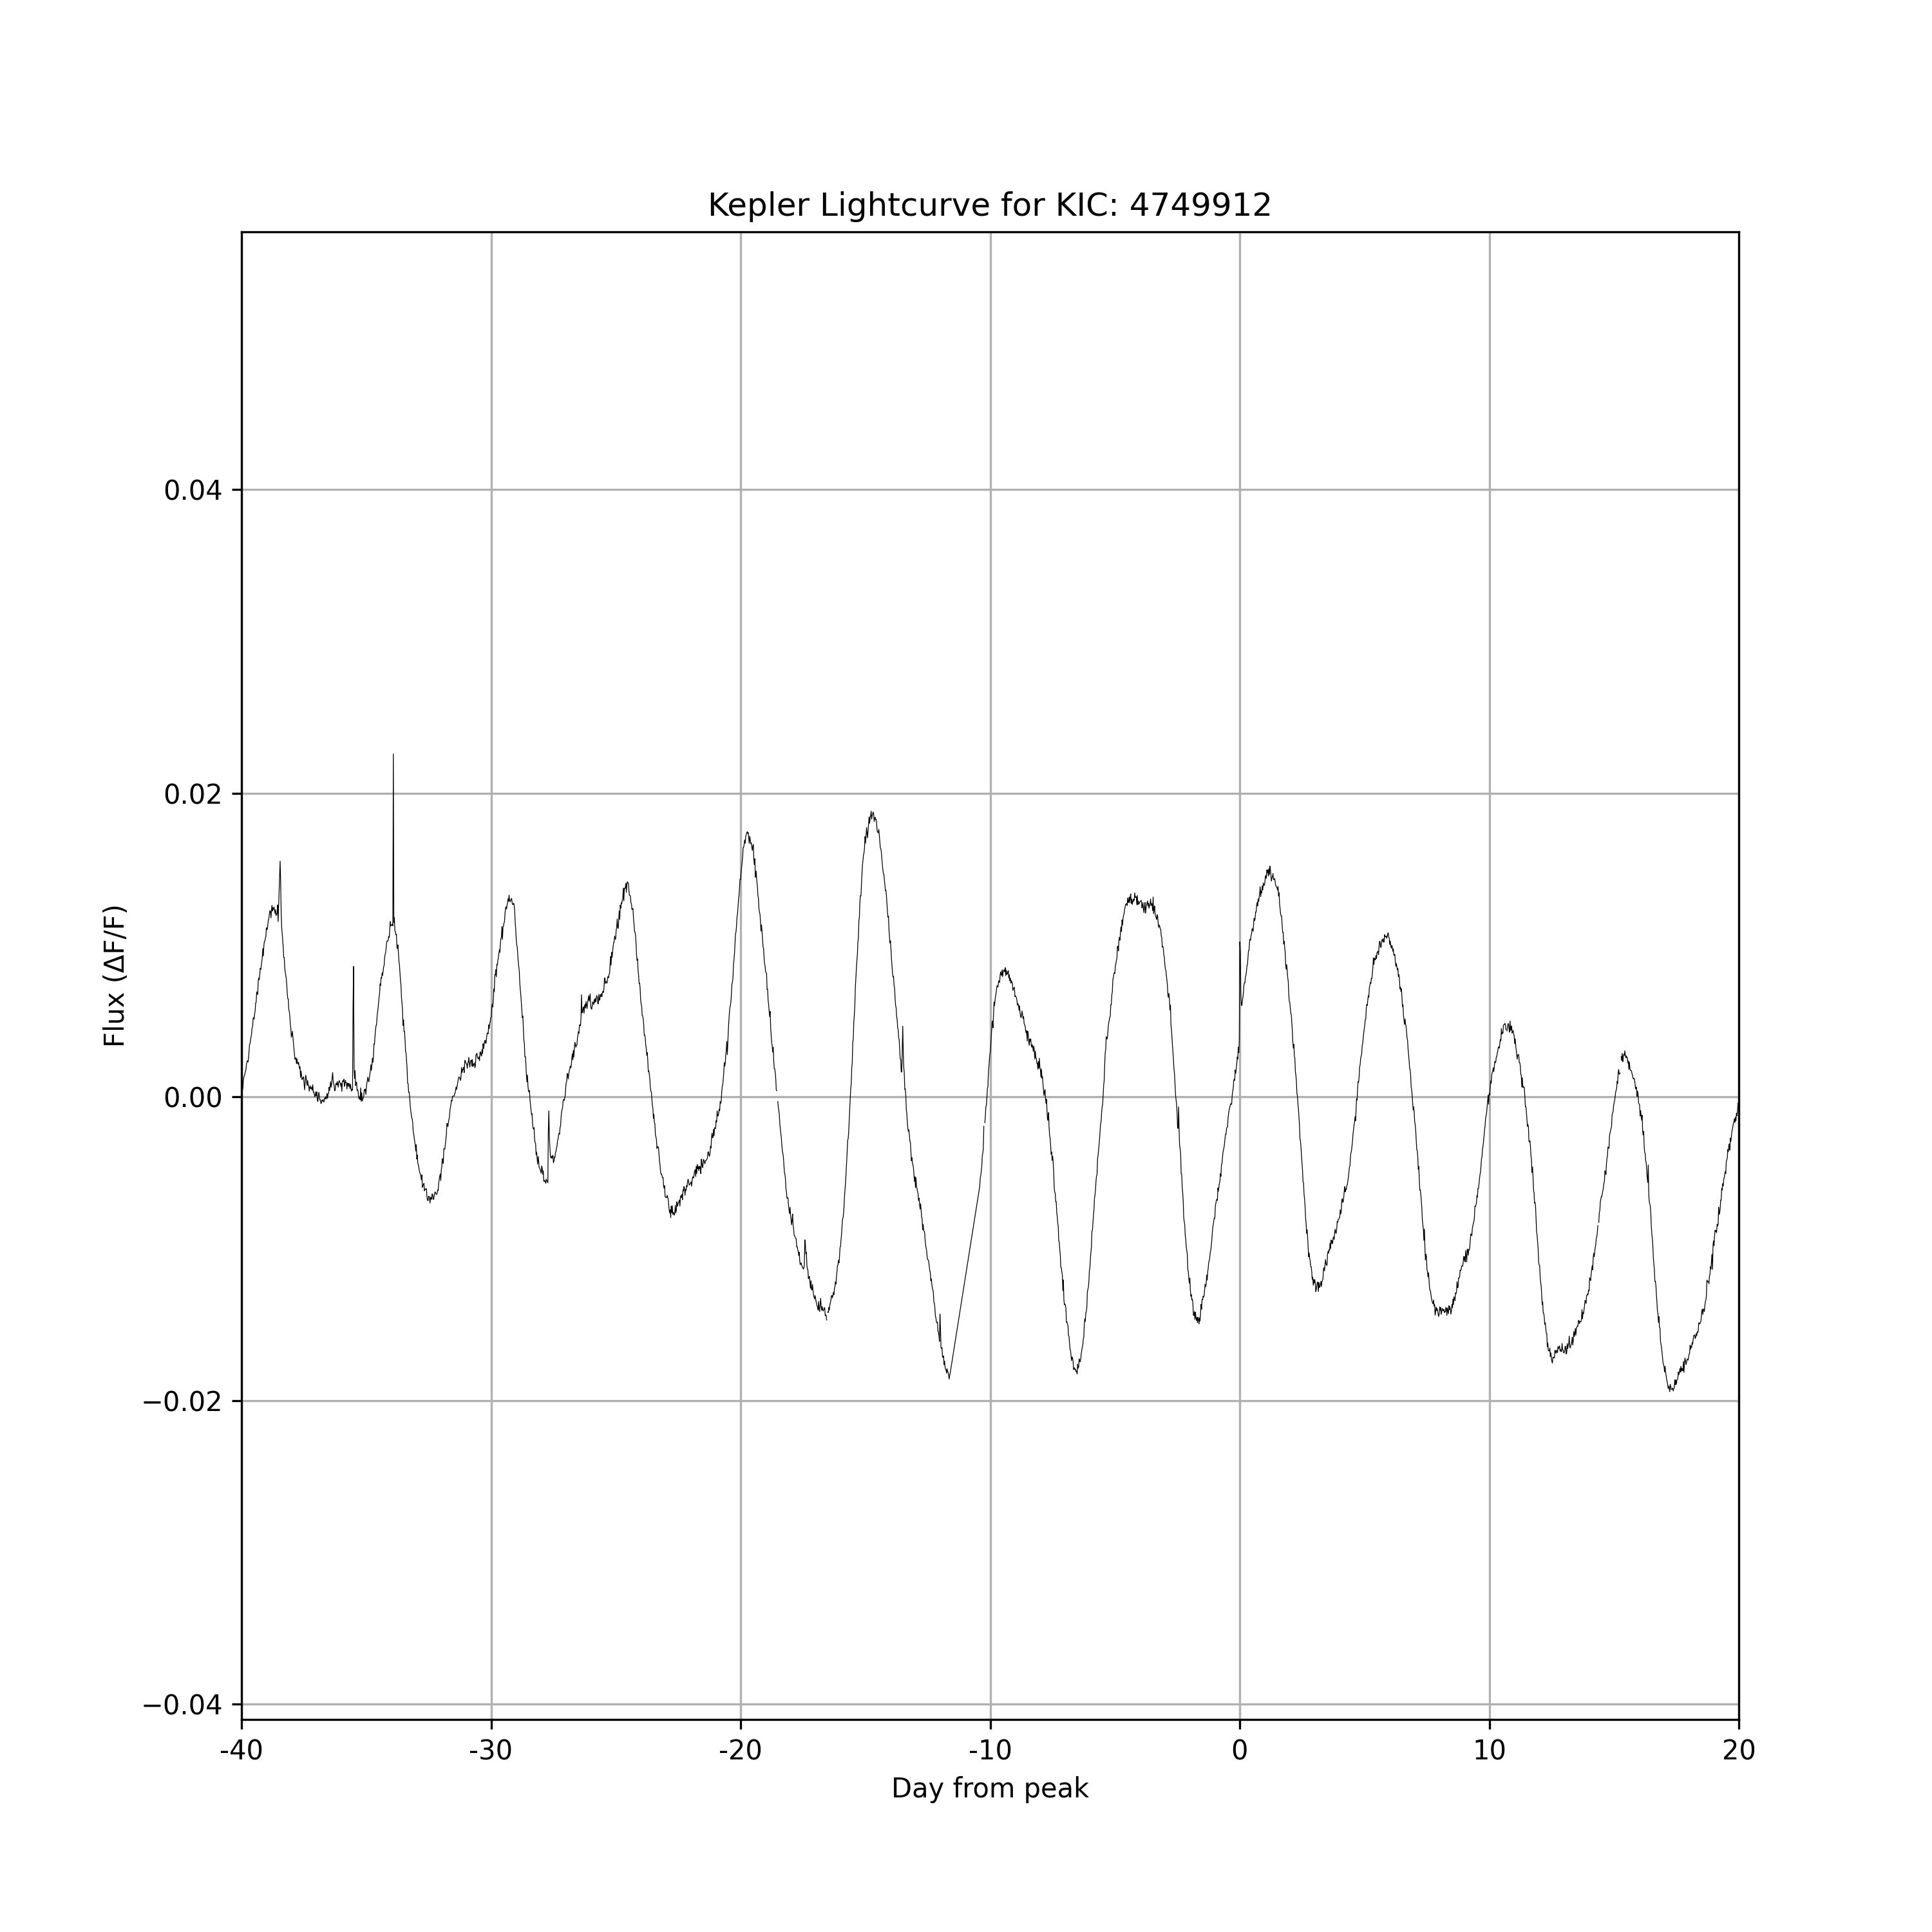 Kepler Lightcurve for KIC: 4749912
Flux (ΔF/F)
0.04
0.02
0.00
−0.02
−0.04
-40 -30 -20 -10 0 10 20
Day from peak